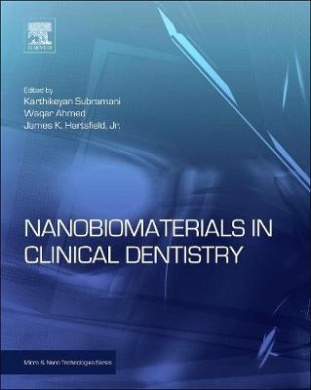 ELSEVIER
Edited by
Karthikeyan Subramani
Waqar Ahmed
James K. Hartsfield, Jr.
NANOBIOMATERIALS IN
CLINICAL DENTISTRY
Micro & Nano Technologies Series